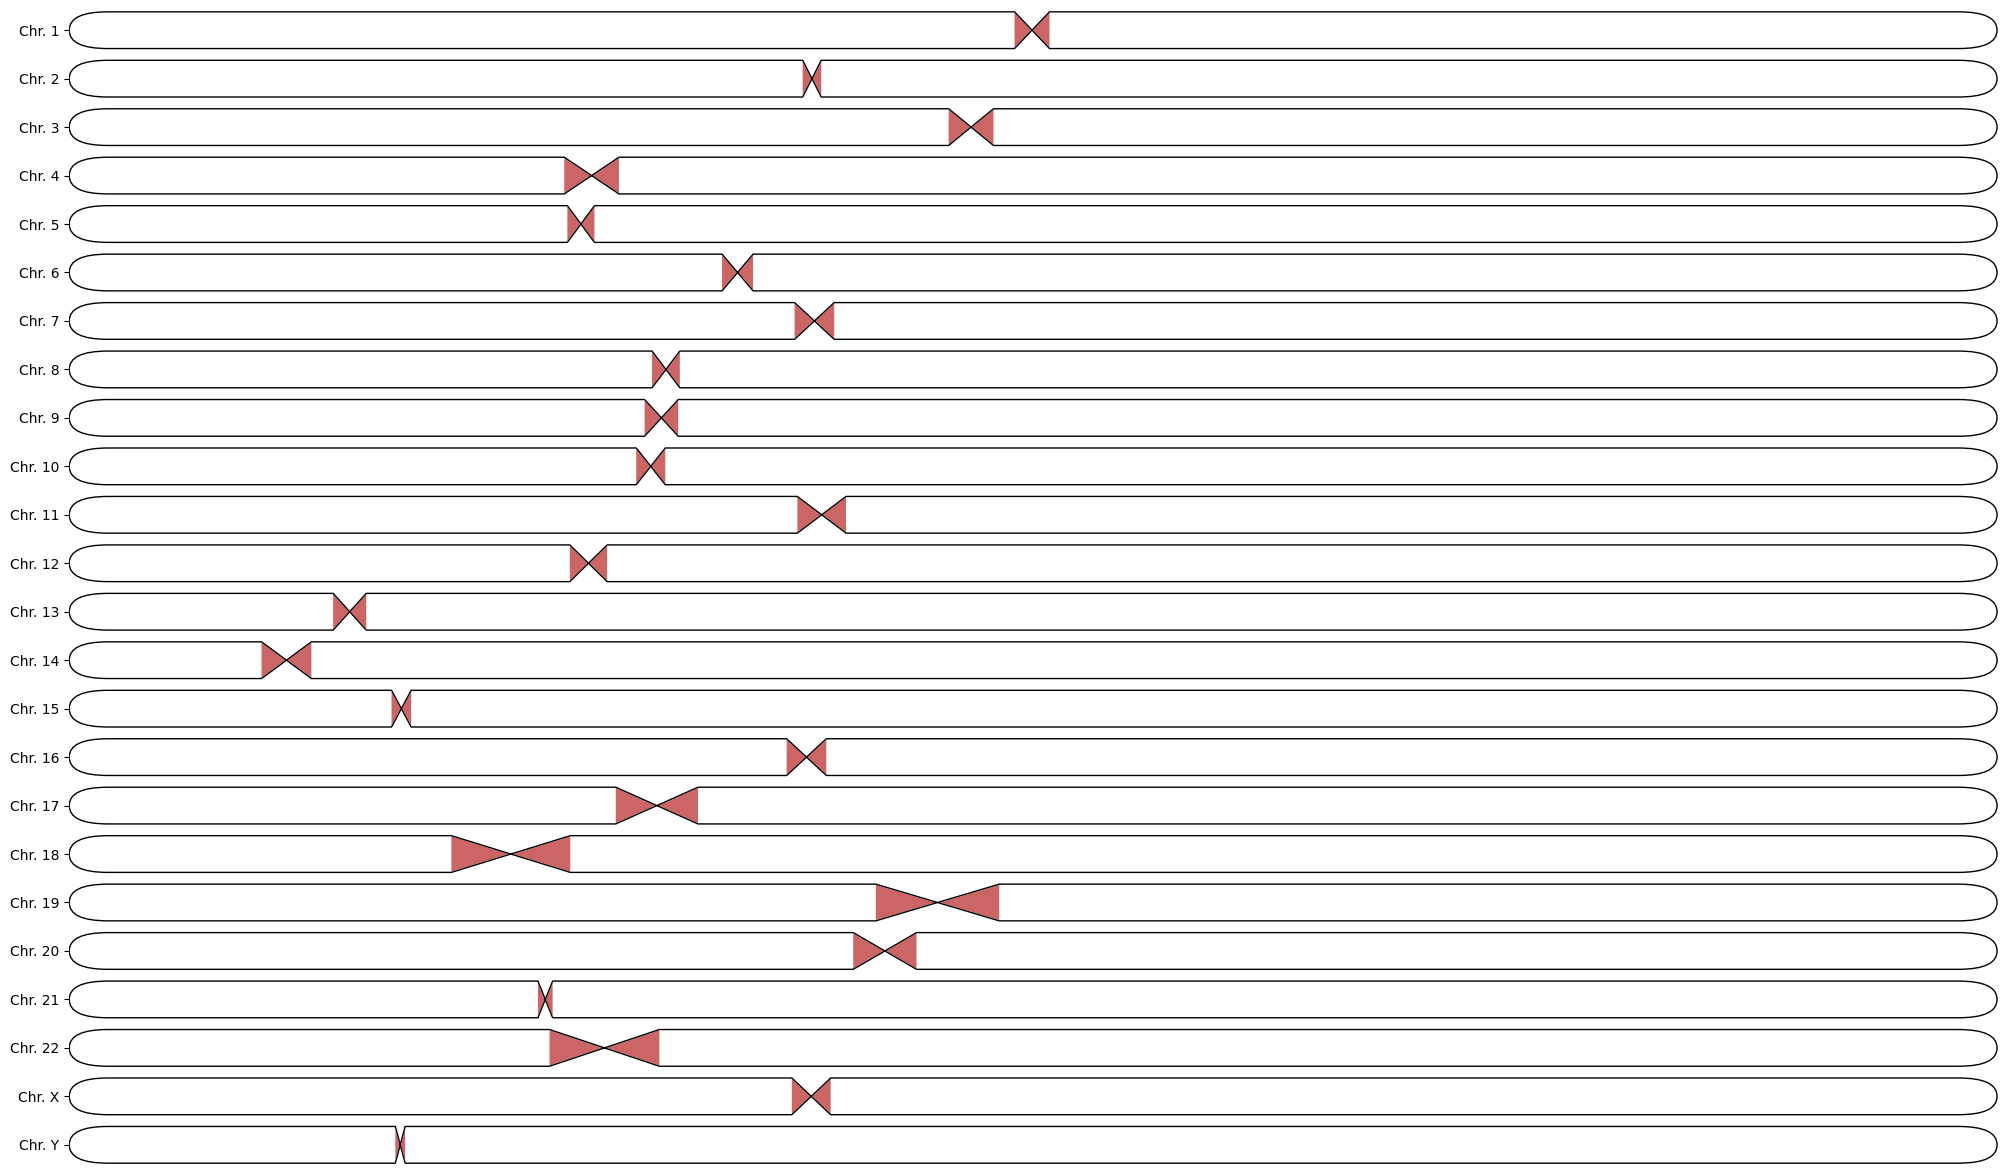 Chr. 1
Chr. 2
Chr. 3
Chr. 4
Chr. 5
Chr. 6
Chr. 7
Chr. 8
Chr. 9
Chr. 10
Chr. 11
Chr. 12
Chr. 13
Chr. 14
Chr. 15
Chr. 16
Chr. 17
Chr. 18
Chr. 19
Chr. 20
Chr. 21
Chr. 22
Chr. X
Chr. Y